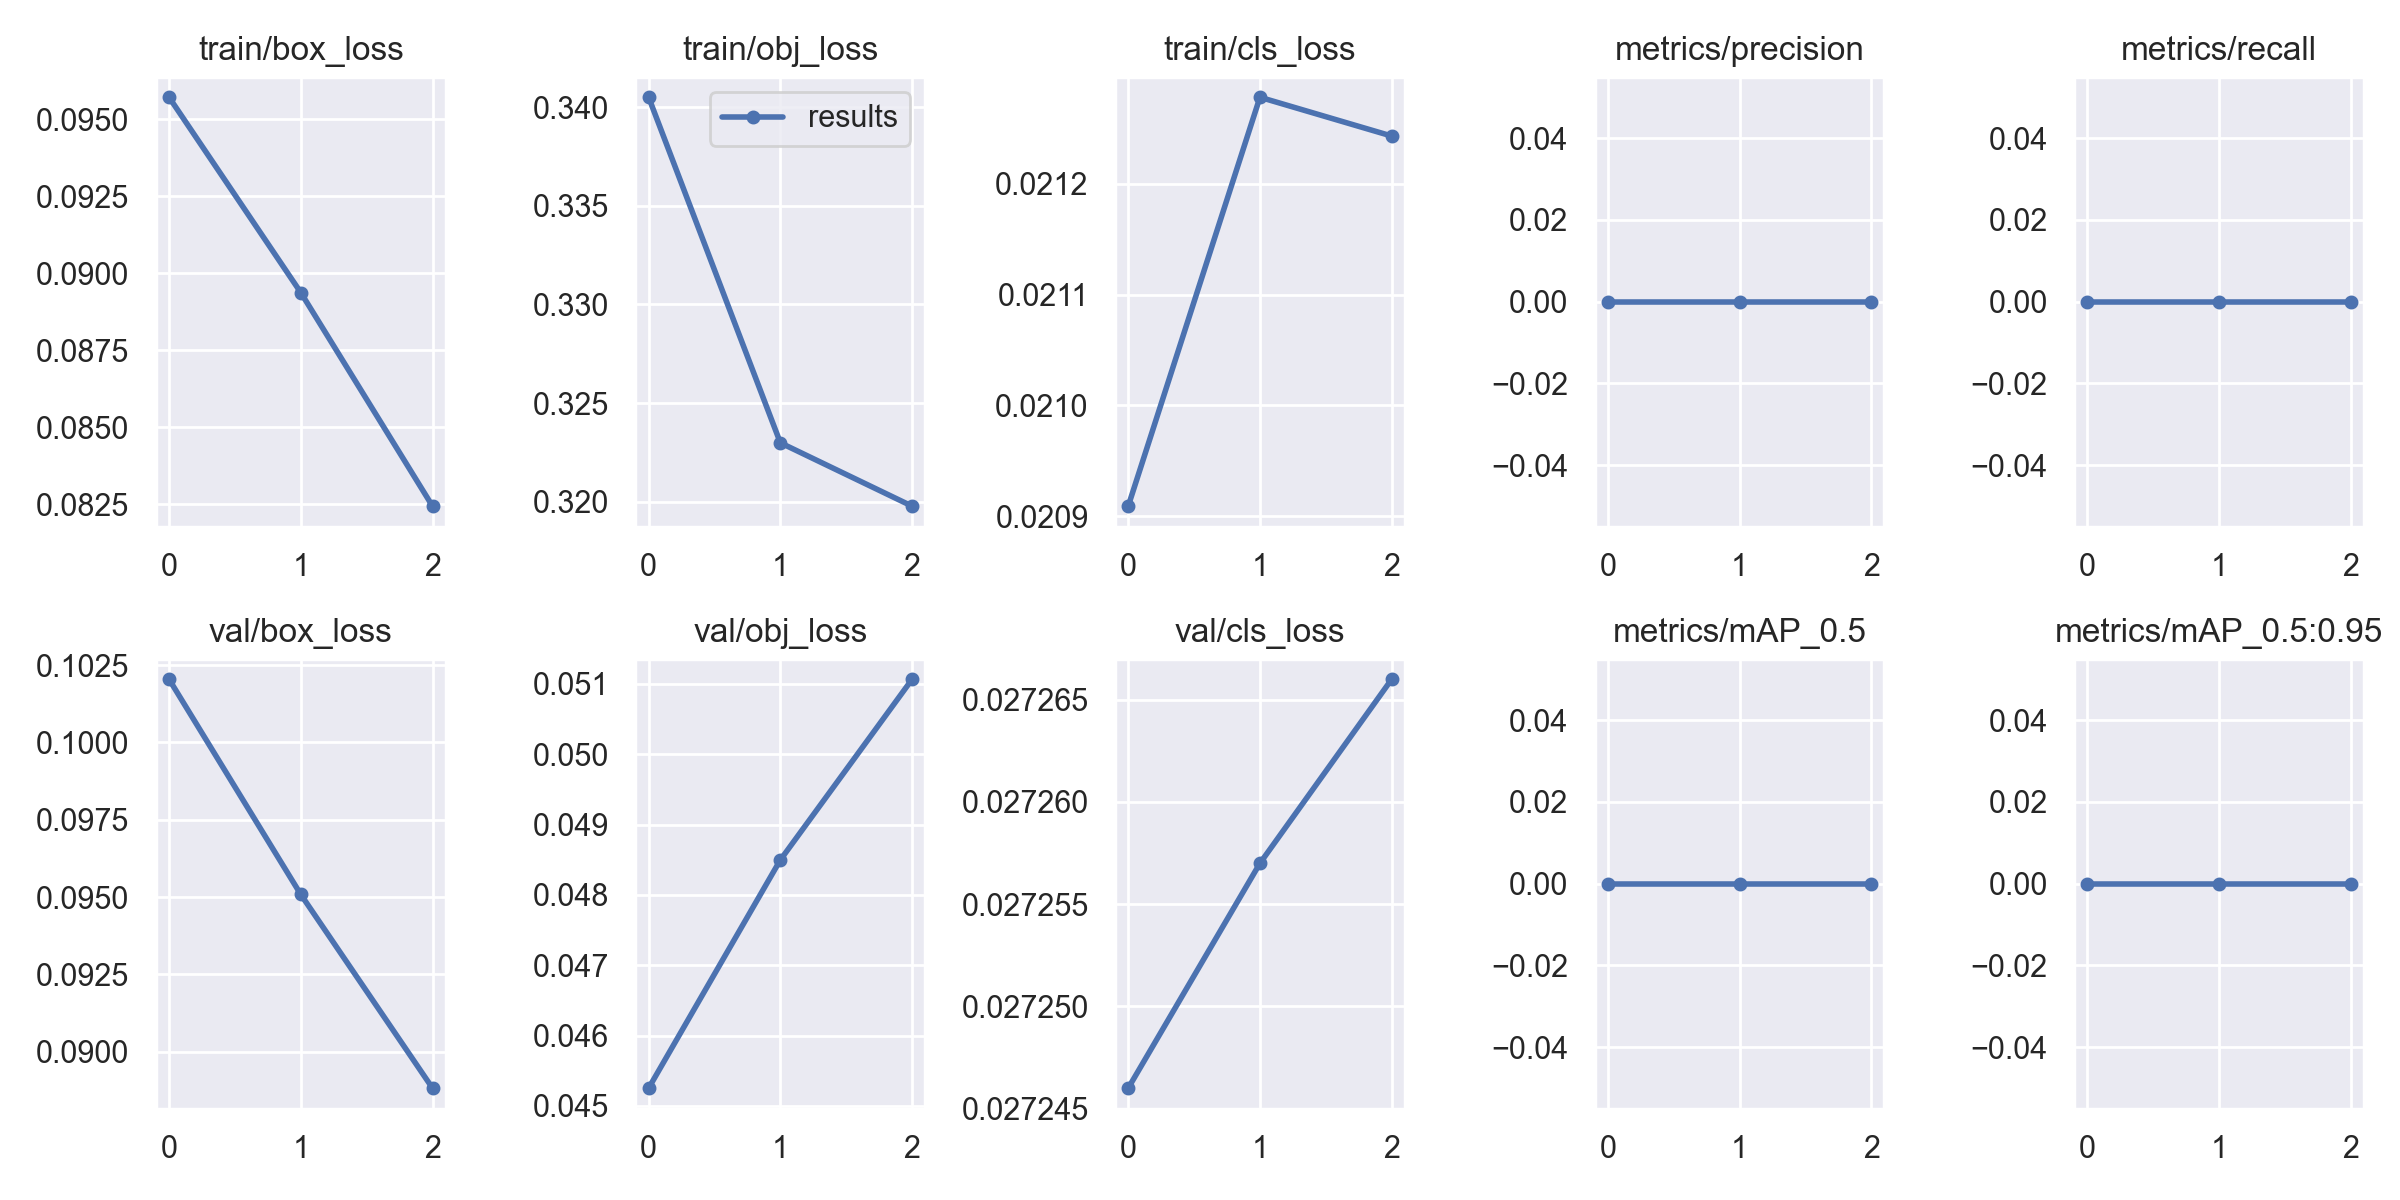 train/box_loss
0.0950
0.0925
0.0900
0.0875
0.0850
0.0825
0 1 2
train/obj_loss
results
0.340
0.335
0.330
0.325
0.320
0 1 2
train/cls_loss
0.0212
0.0211
0.0210
0.0209
0 1 2
metrics/precision
0.04
0.02
0.00
−0.02
−0.04
0 1 2
metrics/recall
0.04
0.02
0.00
−0.02
−0.04
0 1 2
val/box_loss
0.1025
0.1000
0.0975
0.0950
0.0925
0.0900
0 1 2
val/obj_loss
0.051
0.050
0.049
0.048
0.047
0.046
0.045
0 1 2
val/cls_loss
0.027265
0.027260
0.027255
0.027250
0.027245
0 1 2
metrics/mAP_0.5
0.04
0.02
0.00
−0.02
−0.04
0 1 2
metrics/mAP_0.5:0.95
0.04
0.02
0.00
−0.02
−0.04
0 1 2